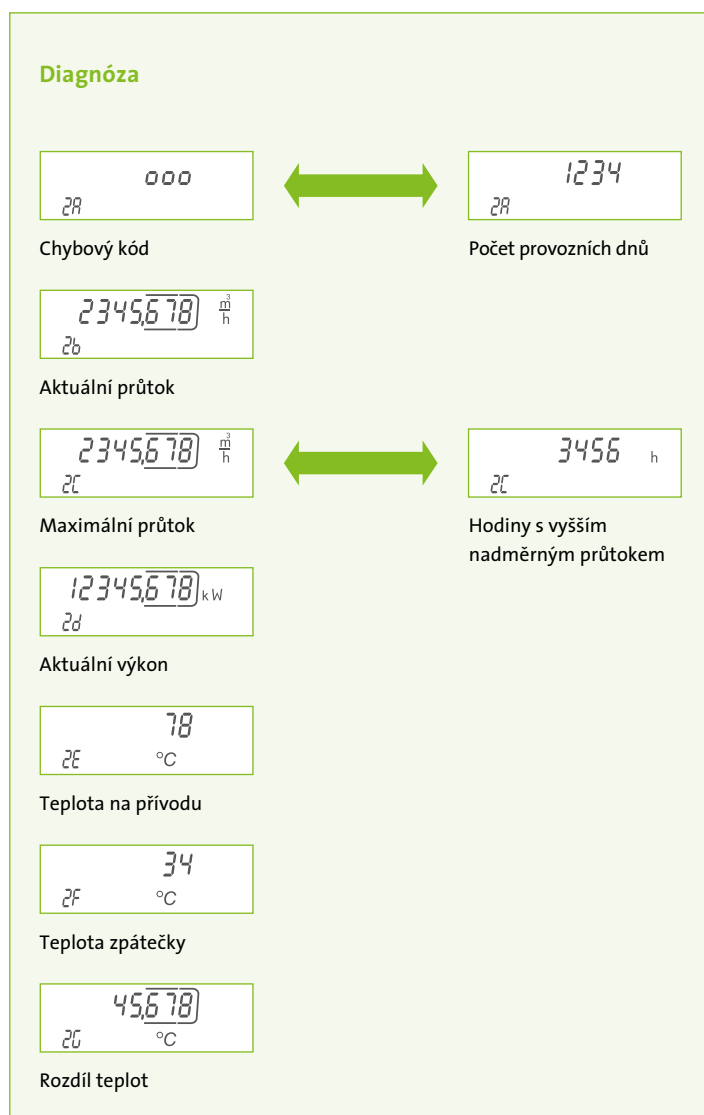 Diagnóza
000
2A
Chybový kód
1234
2A
Počet provozních dnů
2345,678 m³/h
2b
Aktuální průtok
2345,678 m³/h
2C
Maximální průtok
3456 h
2C
Hodiny s vyšším
nadměrným průtokem
12345,678 kW
2d
Aktuální výkon
78
2E °C
Teplota na přívodu
34
2F °C
Teplota zpátečky
45,678
2G °C
Rozdíl teplot